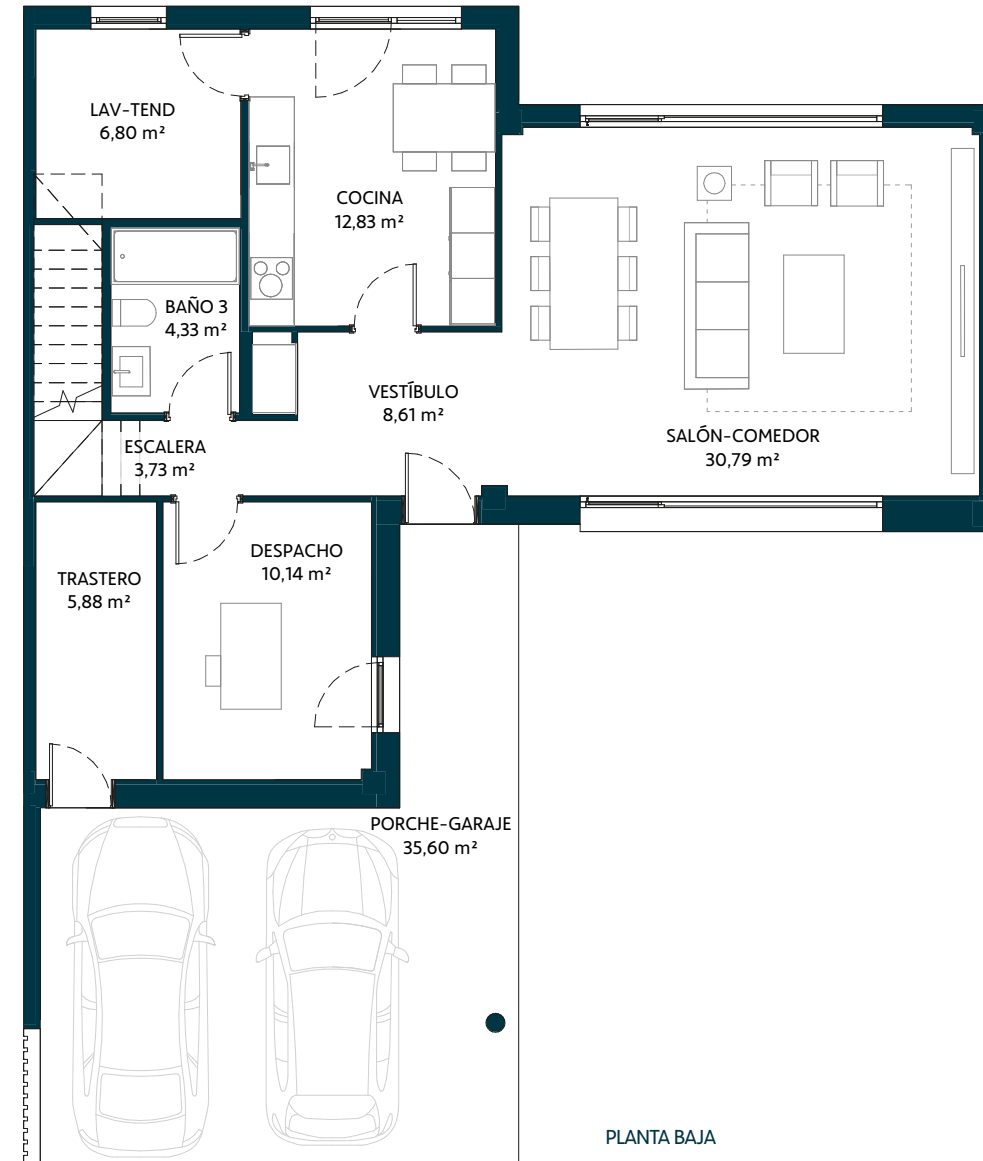 LAV-TEND
6,80 m²
COCINA
12,83 m²
BAÑO 3
4,33 m²
VESTÍBULO
8,61 m²
SALÓN-COMEDOR
30,79 m²
ESCALERA
3,73 m²
DESPACHO
10,14 m²
TRASTERO
5,88 m²
PORCHE-GARAJE
35,60 m²
PLANTA BAJA